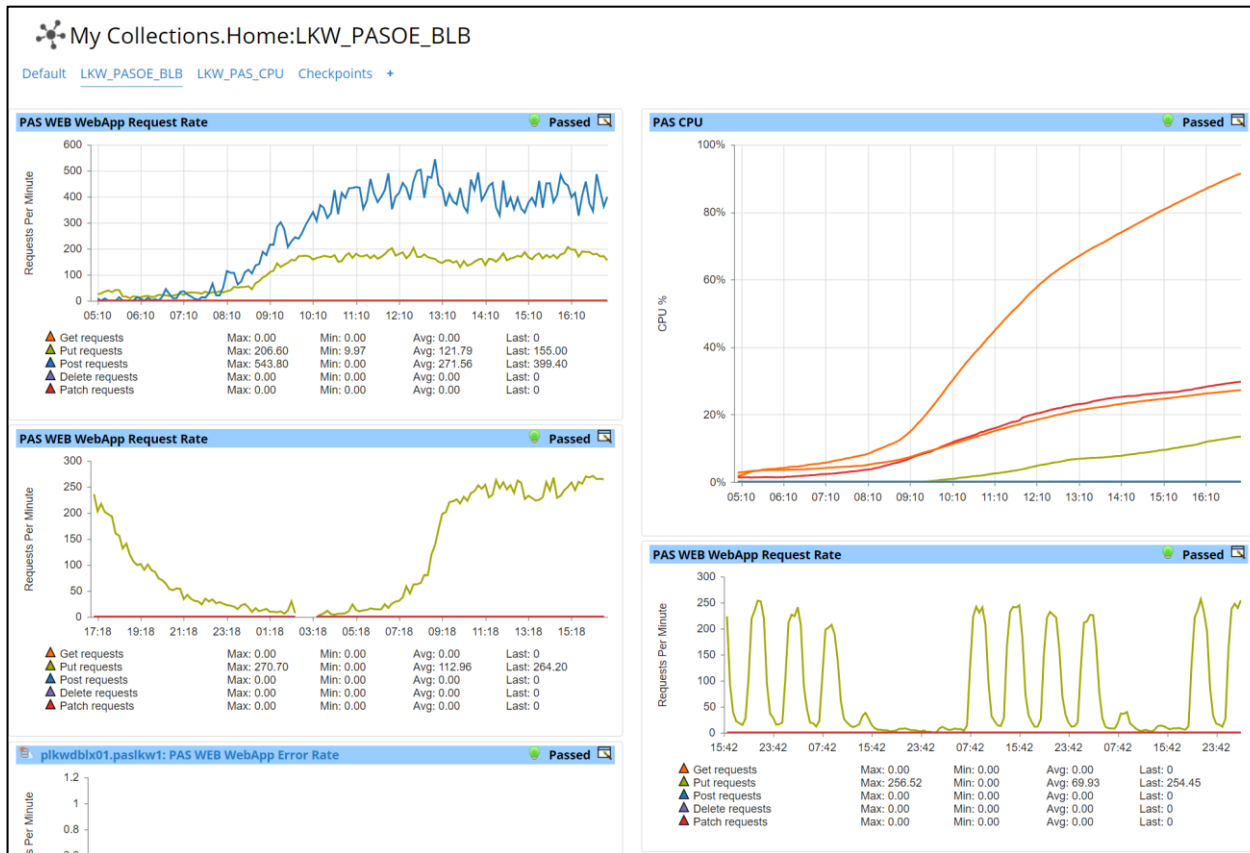 My Collections.Home:LKW_PASOE_BLB
Default LKW_PASOE_BLB LKW_PAS_CPU Checkpoints +
PAS WEB WebApp Request Rate Passed
Requests Per Minute
600
500
400
300
200
100
0
05:10 06:10 07:10 08:10 09:10 10:10 11:10 12:10 13:10 14:10 15:10 16:10
Get requests Max: 0.00 Min: 0.00 Avg: 0.00 Last: 0
Put requests Max: 206.60 Min: 9.97 Avg: 121.79 Last: 155.00
Post requests Max: 543.80 Min: 0.00 Avg: 271.56 Last: 399.40
Delete requests Max: 0.00 Min: 0.00 Avg: 0.00 Last: 0
Patch requests Max: 0.00 Min: 0.00 Avg: 0.00 Last: 0
PAS WEB WebApp Request Rate Passed
Requests Per Minute
300
250
200
150
100
50
0
17:18 19:18 21:18 23:18 01:18 03:18 05:18 07:18 09:18 11:18 13:18 15:18
Get requests Max: 0.00 Min: 0.00 Avg: 0.00 Last: 0
Put requests Max: 270.70 Min: 0.00 Avg: 112.96 Last: 264.20
Post requests Max: 0.00 Min: 0.00 Avg: 0.00 Last: 0
Delete requests Max: 0.00 Min: 0.00 Avg: 0.00 Last: 0
Patch requests Max: 0.00 Min: 0.00 Avg: 0.00 Last: 0
plkwdblx01.paslkw1: PAS WEB WebApp Error Rate Passed
s Per Minute
1.2
1
0.8
PAS CPU Passed
CPU %
100%
80%
60%
40%
20%
0%
05:10 06:10 07:10 08:10 09:10 10:10 11:10 12:10 13:10 14:10 15:10 16:10
PAS WEB WebApp Request Rate Passed
Requests Per Minute
300
250
200
150
100
50
0
15:42 23:42 07:42 15:42 23:42 07:42 15:42 23:42 07:42 15:42 23:42
Get requests Max: 0.00 Min: 0.00 Avg: 0.00 Last: 0
Put requests Max: 256.52 Min: 0.00 Avg: 69.93 Last: 254.45
Post requests Max: 0.00 Min: 0.00 Avg: 0.00 Last: 0
Delete requests Max: 0.00 Min: 0.00 Avg: 0.00 Last: 0
Patch requests Max: 0.00 Min: 0.00 Avg: 0.00 Last: 0